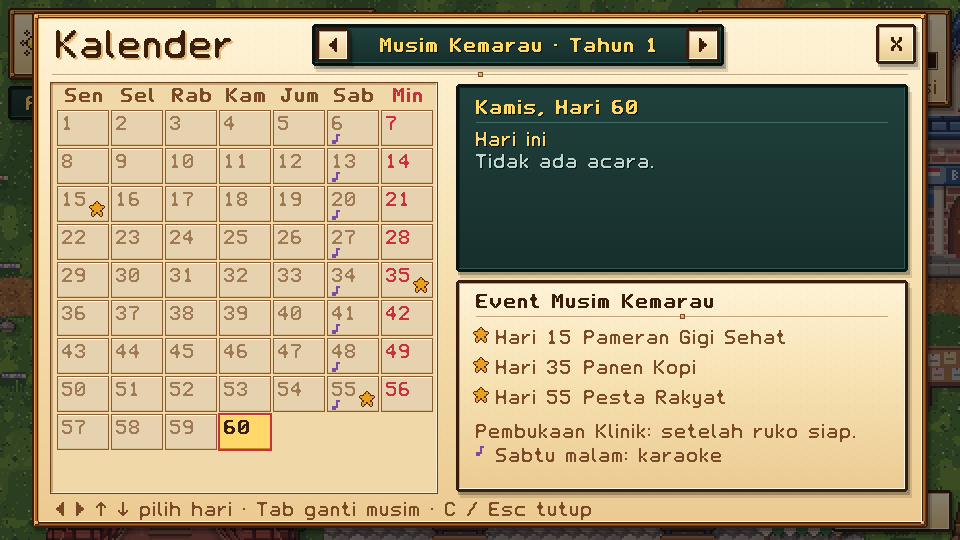 Kalender
Musim Kemarau · Tahun 1
X
Sen Sel Rab Kam Jum Sab Min
1 2 3 4 5 6 7
8 9 10 11 12 13 14
15 16 17 18 19 20 21
22 23 24 25 26 27 28
29 30 31 32 33 34 35
36 37 38 39 40 41 42
43 44 45 46 47 48 49
50 51 52 53 54 55 56
57 58 59 60
Kamis, Hari 60
Hari ini
Tidak ada acara.
Event Musim Kemarau
Hari 15 Pameran Gigi Sehat
Hari 35 Panen Kopi
Hari 55 Pesta Rakyat
Pembukaan Klinik: setelah ruko siap.
Sabtu malam: karaoke
↑ ↓ pilih hari · Tab ganti musim · C / Esc tutup